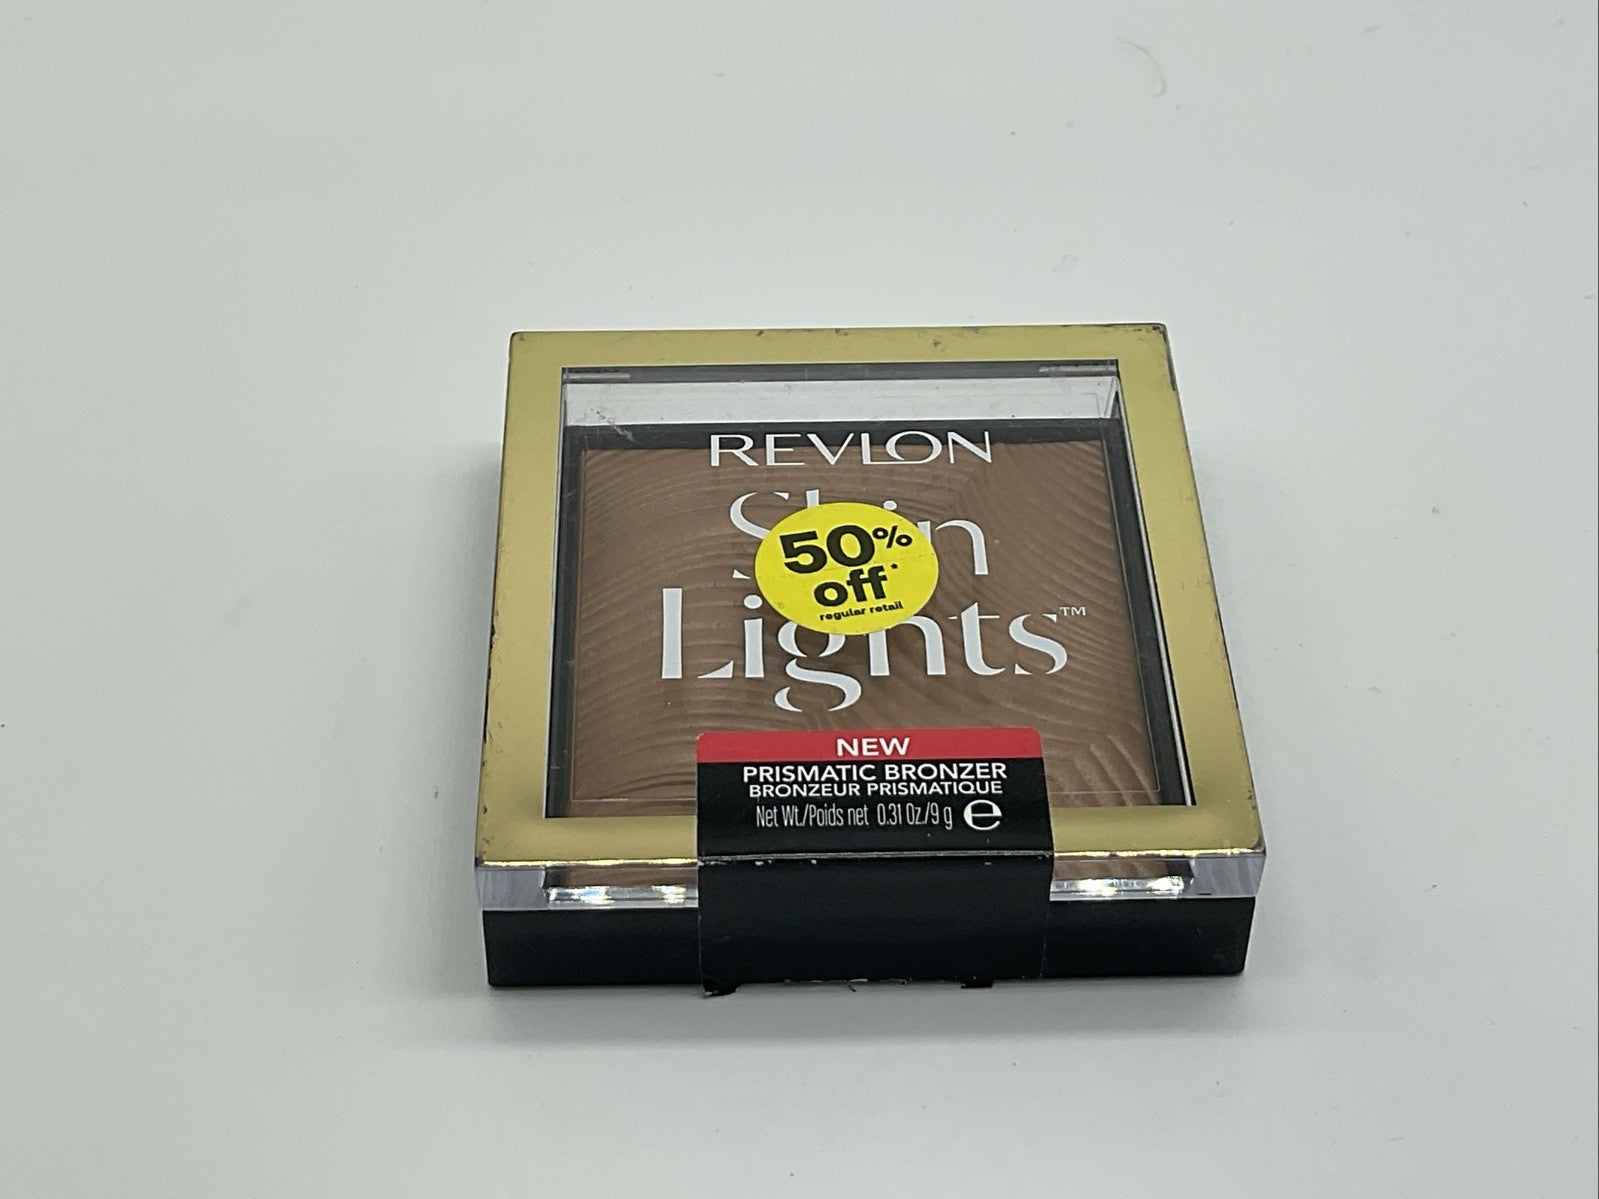 REVLON
Skin
50% off*
regular retail
Lights™
NEW
PRISMATIC BRONZER
BRONZEUR PRISMATIQUE
Net Wt./Poids net 0.31 Oz./9 g ℮